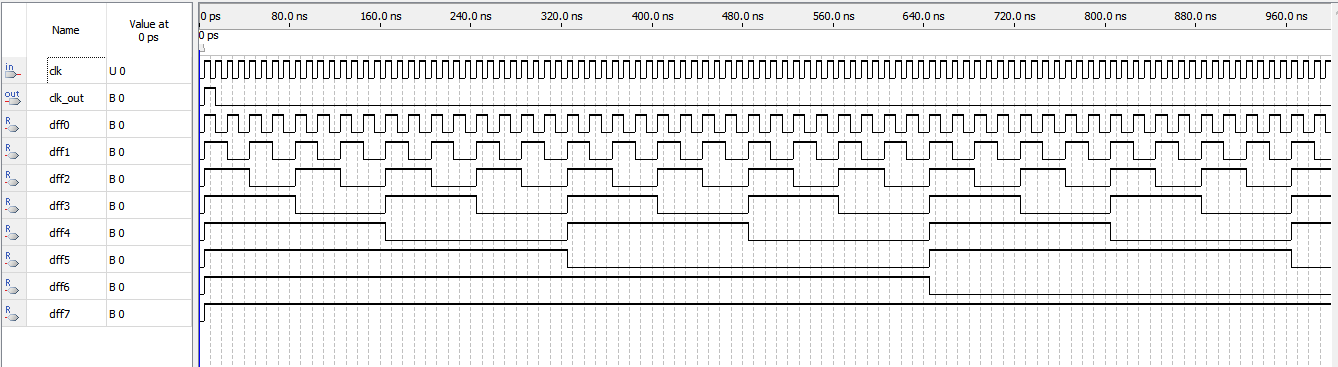 Name
Value at
0 ps
0 ps
80.0 ns
160.0 ns
240.0 ns
320.0 ns
400.0 ns
480.0 ns
560.0 ns
640.0 ns
720.0 ns
800.0 ns
880.0 ns
960.0 ns
0 ps
in
clk
U 0
out
clk_out
B 0
R
dff0
B 0
R
dff1
B 0
R
dff2
B 0
R
dff3
B 0
R
dff4
B 0
R
dff5
B 0
R
dff6
B 0
R
dff7
B 0